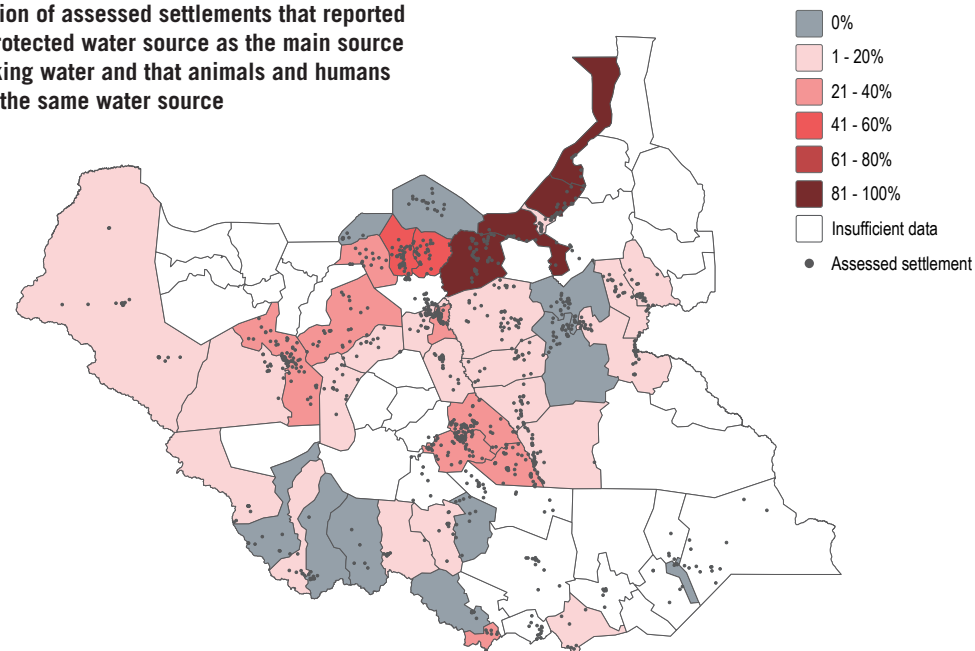 ion of assessed settlements that reported
rotected water source as the main source
king water and that animals and humans
the same water source
0%
1 - 20%
21 - 40%
41 - 60%
61 - 80%
81 - 100%
Insufficient data
Assessed settlement